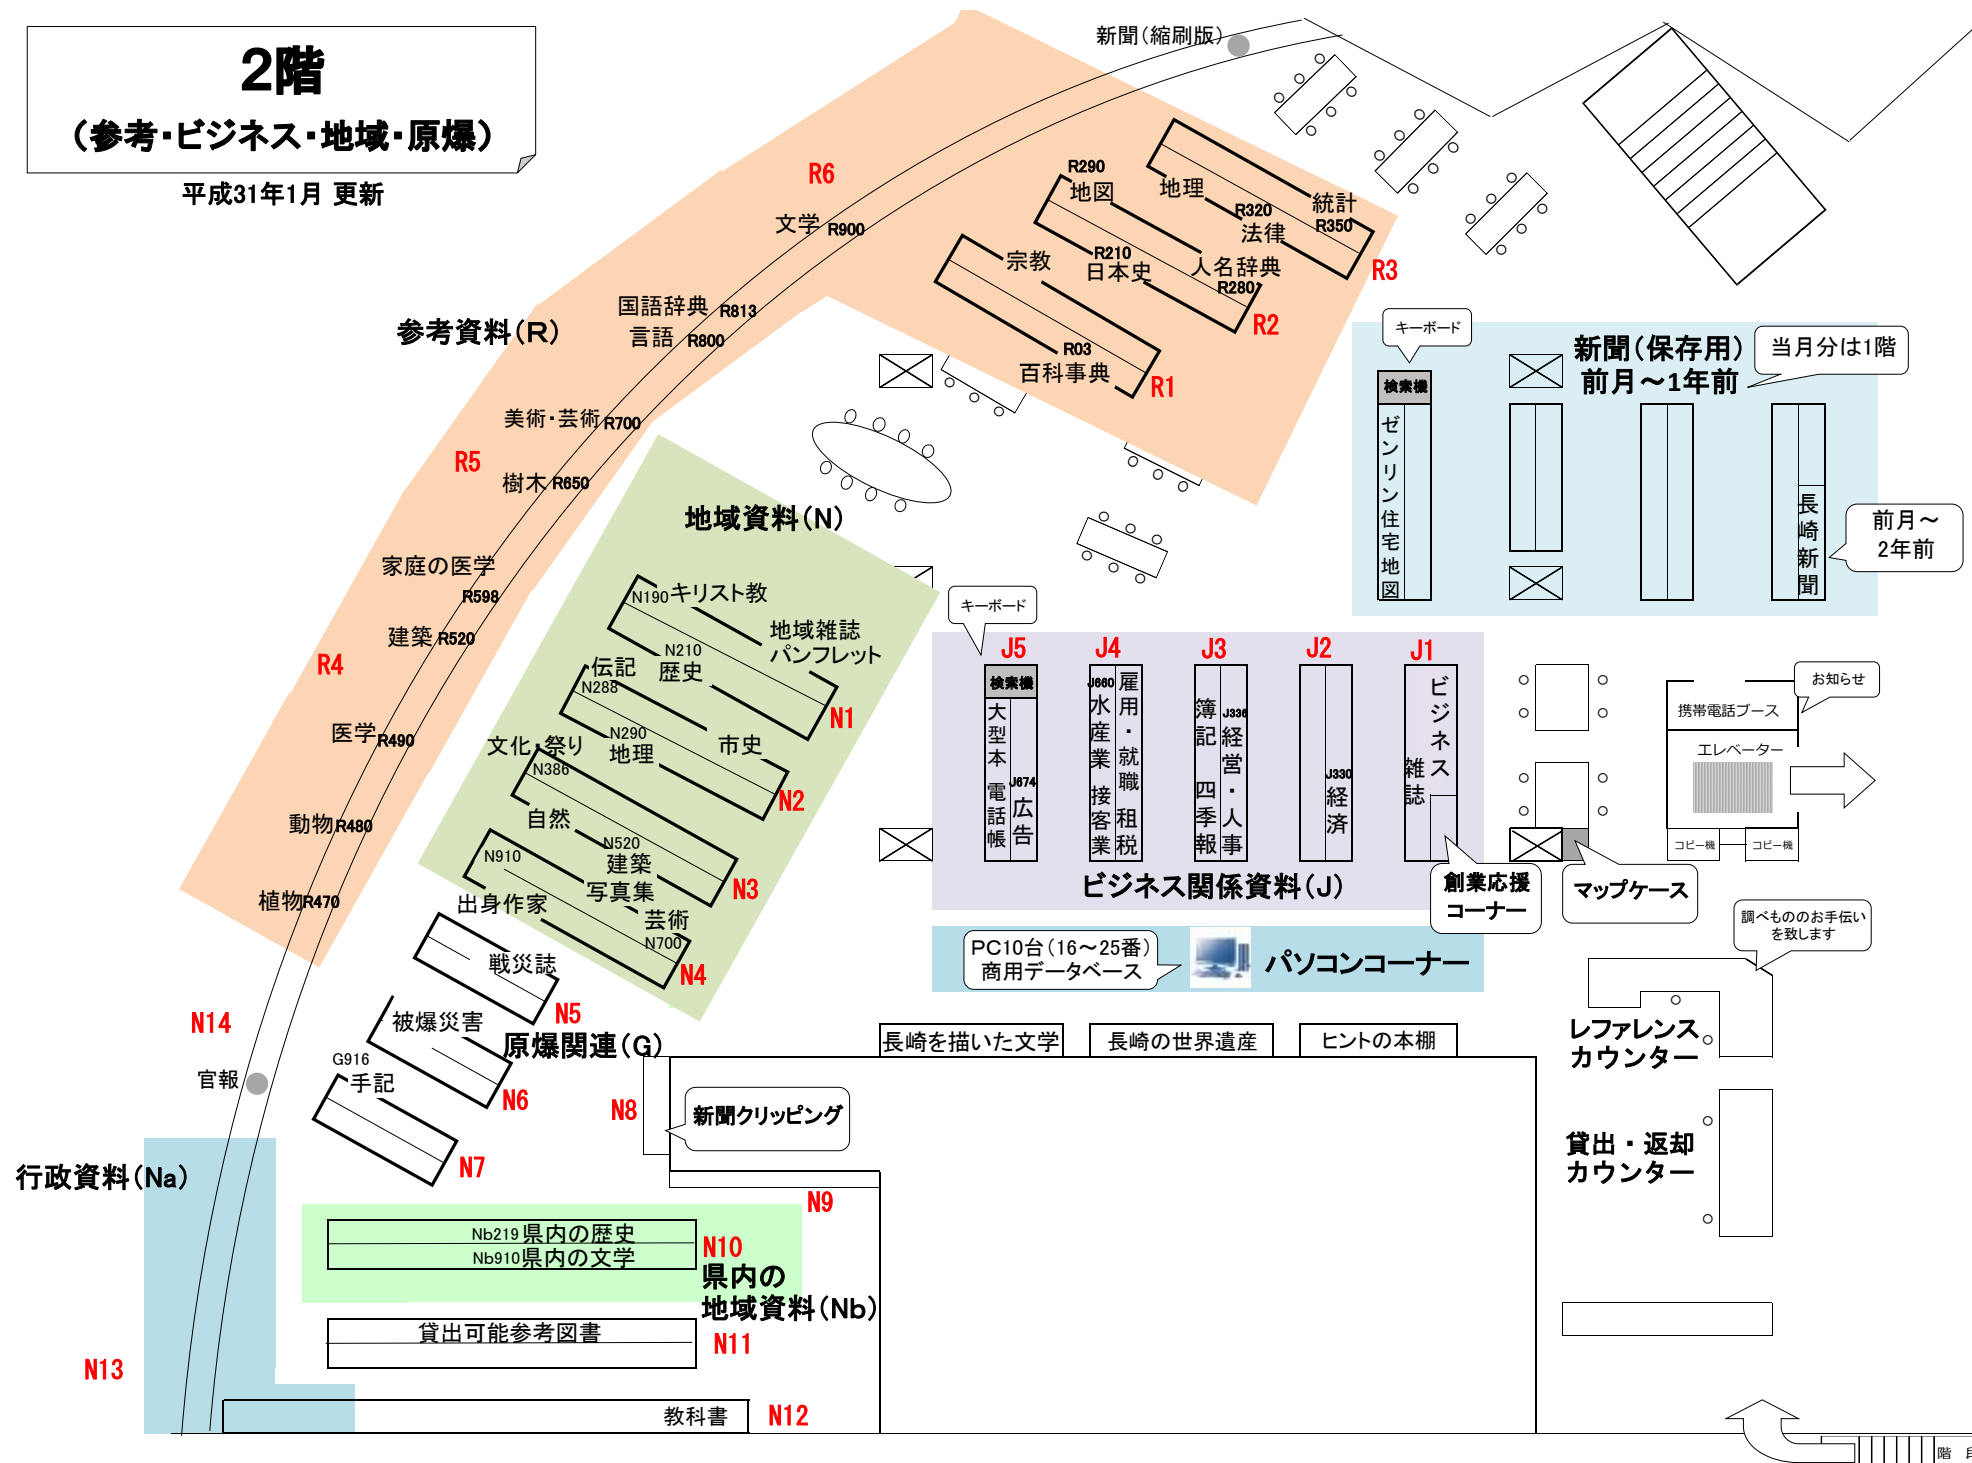 2階
（参考・ビジネス・地域・原爆）
平成31年1月 更新
新聞（縮刷版）
R6
文学 R900
国語辞典 R813
言語 R800
参考資料（R）
美術・芸術 R700
R5
樹木 R650
家庭の医学
R598
建築 R520
R4
医学 R490
動物 R480
植物 R470
R290
地図
地理
統計
R350
R320
法律
R3
宗教
R210
日本史
人名辞典
R280
R2
R03
百科事典
R1
キーボード
検索機
ゼンリン住宅地図
新聞（保存用）
前月～1年前
当月分は1階
長崎新聞
前月～
2年前
地域資料（N）
N190 キリスト教
地域雑誌
パンフレット
N210
歴史
N1
伝記
N288
N290
地理
市史
N2
文化・祭り
N386
自然
N520
建築
N3
N910
写真集
出身作家
芸術
N700
N4
キーボード
J5
検索機
大型本 電話帳
J674
広告
J4
J660
水産業 接客業
雇用・就職 租税
J3
簿記 四季報
J336
経営・人事
J2
J330
経済
J1
ビジネス
雑誌
ビジネス関係資料（J）
創業応援
コーナー
マップケース
お知らせ
携帯電話ブース
エレベーター
コピー機
コピー機
PC10台（16～25番）
商用データベース
パソコンコーナー
調べもののお手伝い
を致します
レファレンス
カウンター
貸出・返却
カウンター
長崎を描いた文学
長崎の世界遺産
ヒントの本棚
戦災誌
N5
原爆関連（G）
被爆災害
N6
G916
手記
N7
N14
官報
N8
新聞クリッピング
N9
行政資料（Na）
Nb219 県内の歴史
Nb910 県内の文学
N10
県内の
地域資料（Nb）
貸出可能参考図書
N11
N13
教科書
N12
階